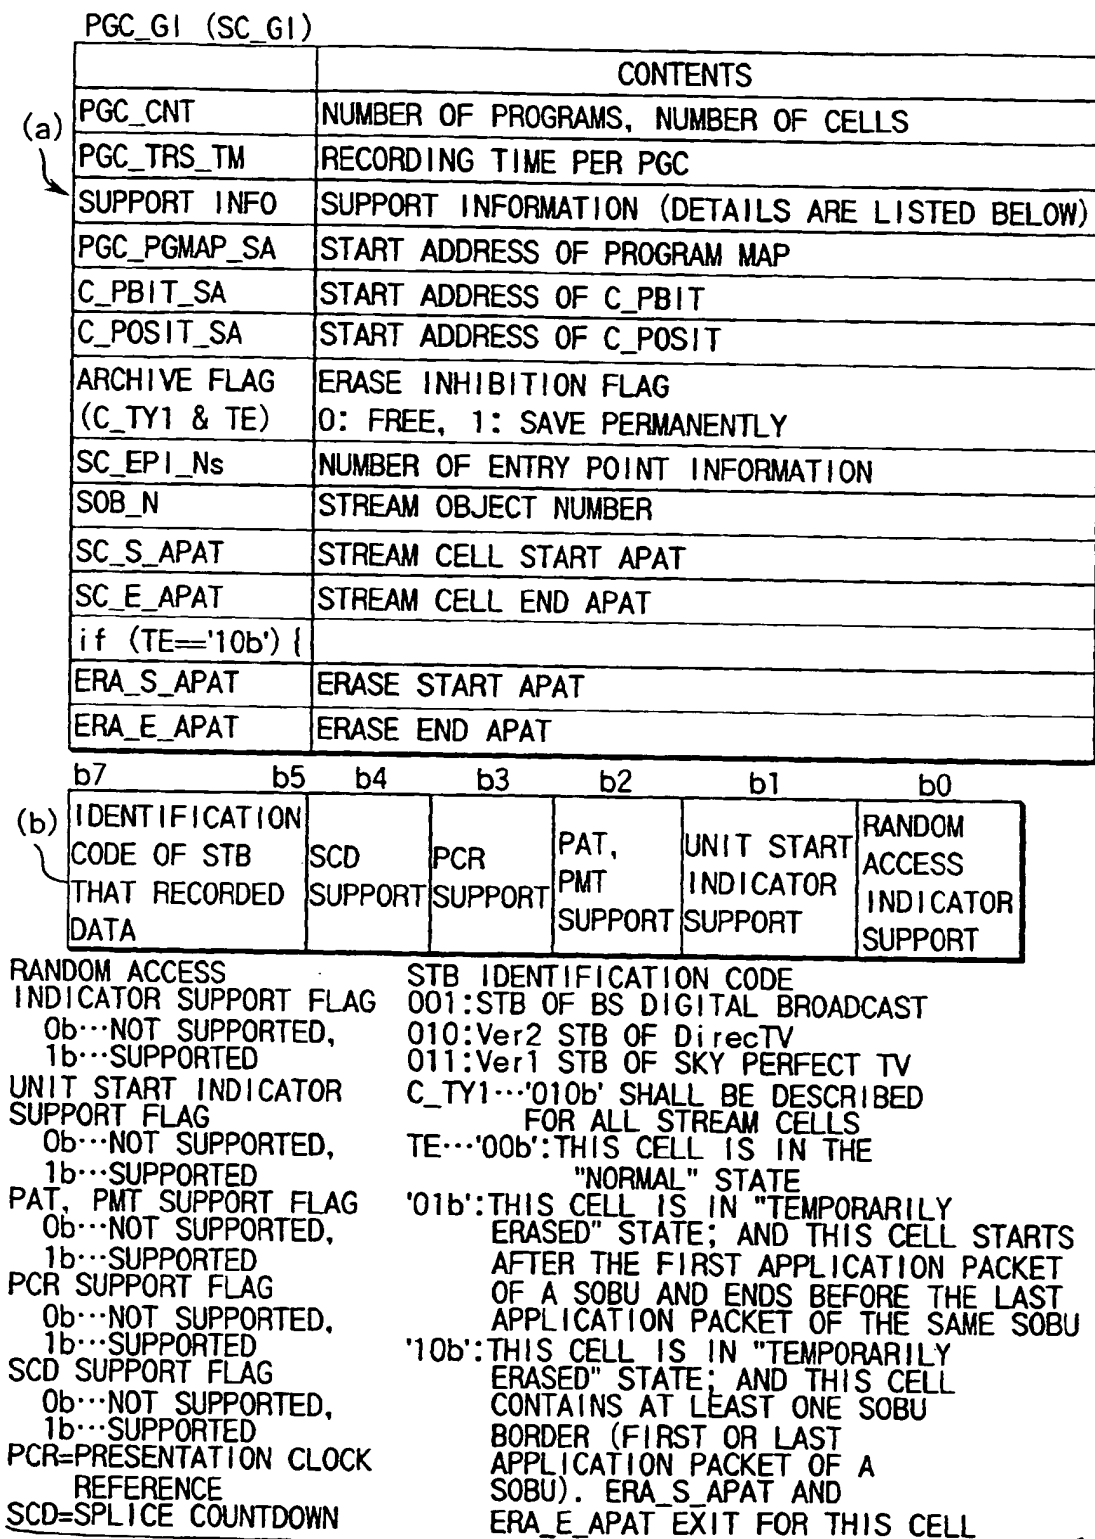 PGC_GI (SC_GI)
CONTENTS
(a)
PGC_CNT NUMBER OF PROGRAMS, NUMBER OF CELLS
PGC_TRS_TM RECORDING TIME PER PGC
SUPPORT INFO SUPPORT INFORMATION (DETAILS ARE LISTED BELOW)
PGC_PGMAP_SA START ADDRESS OF PROGRAM MAP
C_PBIT_SA START ADDRESS OF C_PBIT
C_POSIT_SA START ADDRESS OF C_POSIT
ARCHIVE FLAG ERASE INHIBITION FLAG
(C_TY1 & TE) 0: FREE, 1: SAVE PERMANENTLY
SC_EPI_Ns NUMBER OF ENTRY POINT INFORMATION
SOB_N STREAM OBJECT NUMBER
SC_S_APAT STREAM CELL START APAT
SC_E_APAT STREAM CELL END APAT
if (TE=='10b') {
ERA_S_APAT ERASE START APAT
ERA_E_APAT ERASE END APAT
b7 b5 b4 b3 b2 b1 b0
(b)
IDENTIFICATION
CODE OF STB
THAT RECORDED
DATA
SCD
SUPPORT
PCR
SUPPORT
PAT,
PMT
SUPPORT
UNIT START
INDICATOR
SUPPORT
RANDOM
ACCESS
INDICATOR
SUPPORT
RANDOM ACCESS
INDICATOR SUPPORT FLAG
0b···NOT SUPPORTED,
1b···SUPPORTED
UNIT START INDICATOR
SUPPORT FLAG
0b···NOT SUPPORTED,
1b···SUPPORTED
PAT, PMT SUPPORT FLAG
0b···NOT SUPPORTED,
1b···SUPPORTED
PCR SUPPORT FLAG
0b···NOT SUPPORTED,
1b···SUPPORTED
SCD SUPPORT FLAG
0b···NOT SUPPORTED,
1b···SUPPORTED
PCR=PRESENTATION CLOCK
REFERENCE
SCD=SPLICE COUNTDOWN
STB IDENTIFICATION CODE
001:STB OF BS DIGITAL BROADCAST
010:Ver2 STB OF DirecTV
011:Ver1 STB OF SKY PERFECT TV
C_TY1···'010b' SHALL BE DESCRIBED
FOR ALL STREAM CELLS
TE···'00b':THIS CELL IS IN THE
"NORMAL" STATE
'01b':THIS CELL IS IN "TEMPORARILY
ERASED" STATE; AND THIS CELL STARTS
AFTER THE FIRST APPLICATION PACKET
OF A SOBU AND ENDS BEFORE THE LAST
APPLICATION PACKET OF THE SAME SOBU
'10b':THIS CELL IS IN "TEMPORARILY
ERASED" STATE; AND THIS CELL
CONTAINS AT LEAST ONE SOBU
BORDER (FIRST OR LAST
APPLICATION PACKET OF A
SOBU). ERA_S_APAT AND
ERA_E_APAT EXIT FOR THIS CELL